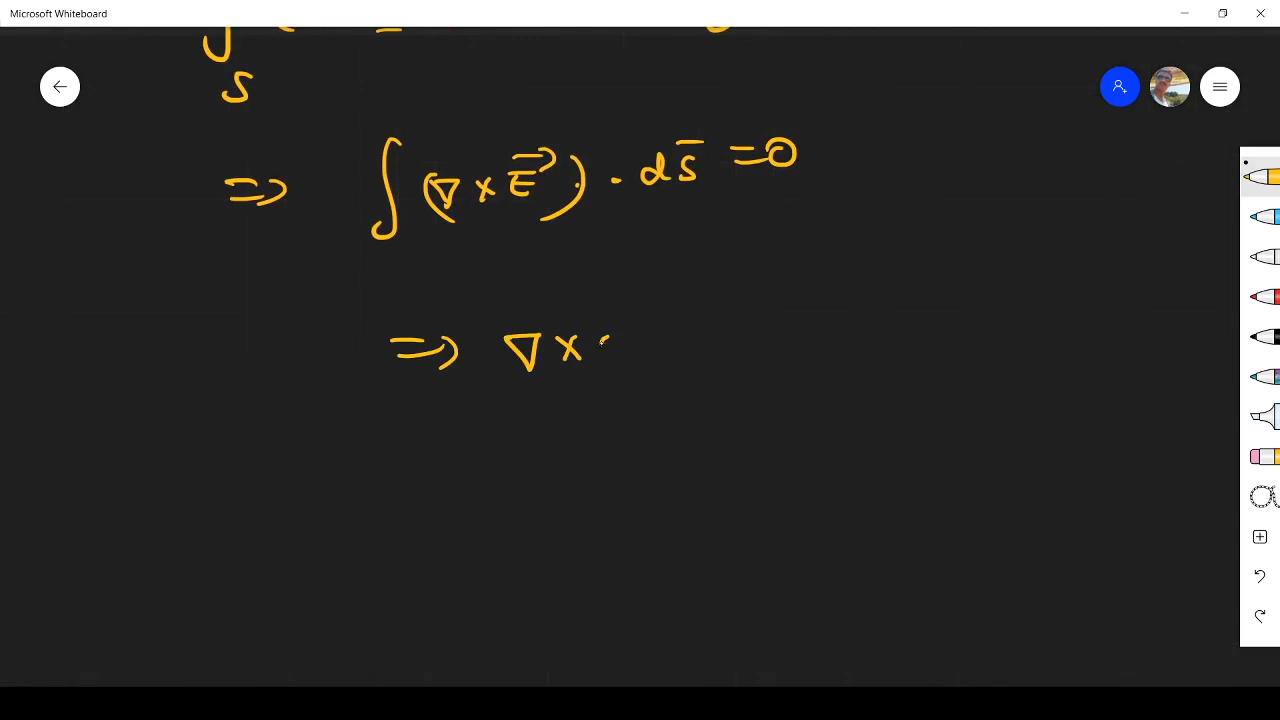 Microsoft Whiteboard
S
=> ∫ (∇ × E⃗) · dS̅ = 0
=> ∇ ×